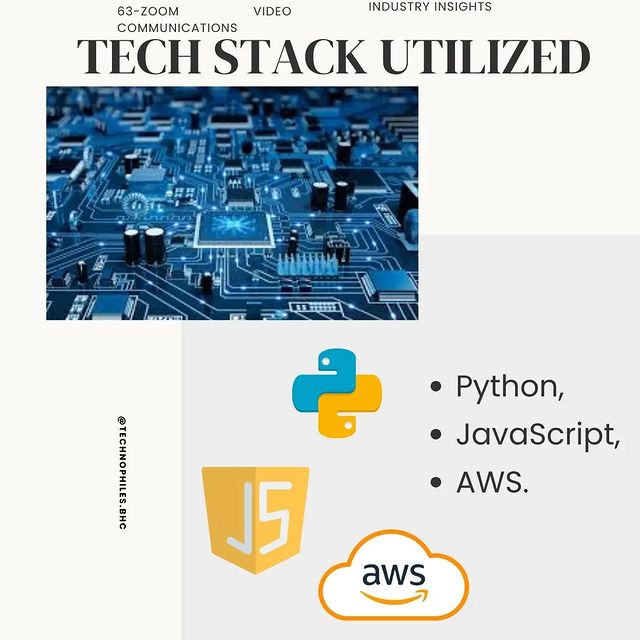 63-ZOOM VIDEO
COMMUNICATIONS
INDUSTRY INSIGHTS
TECH STACK UTILIZED
Python,
JavaScript,
AWS.
@TECHNOPHILES.BHC
JS
aws